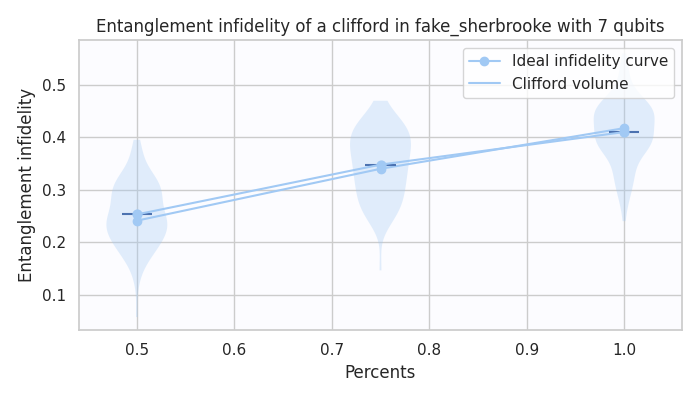 Entanglement infidelity of a clifford in fake_sherbrooke with 7 qubits
Ideal infidelity curve
Clifford volume
Entanglement infidelity
0.5
0.4
0.3
0.2
0.1
0.5 0.6 0.7 0.8 0.9 1.0
Percents